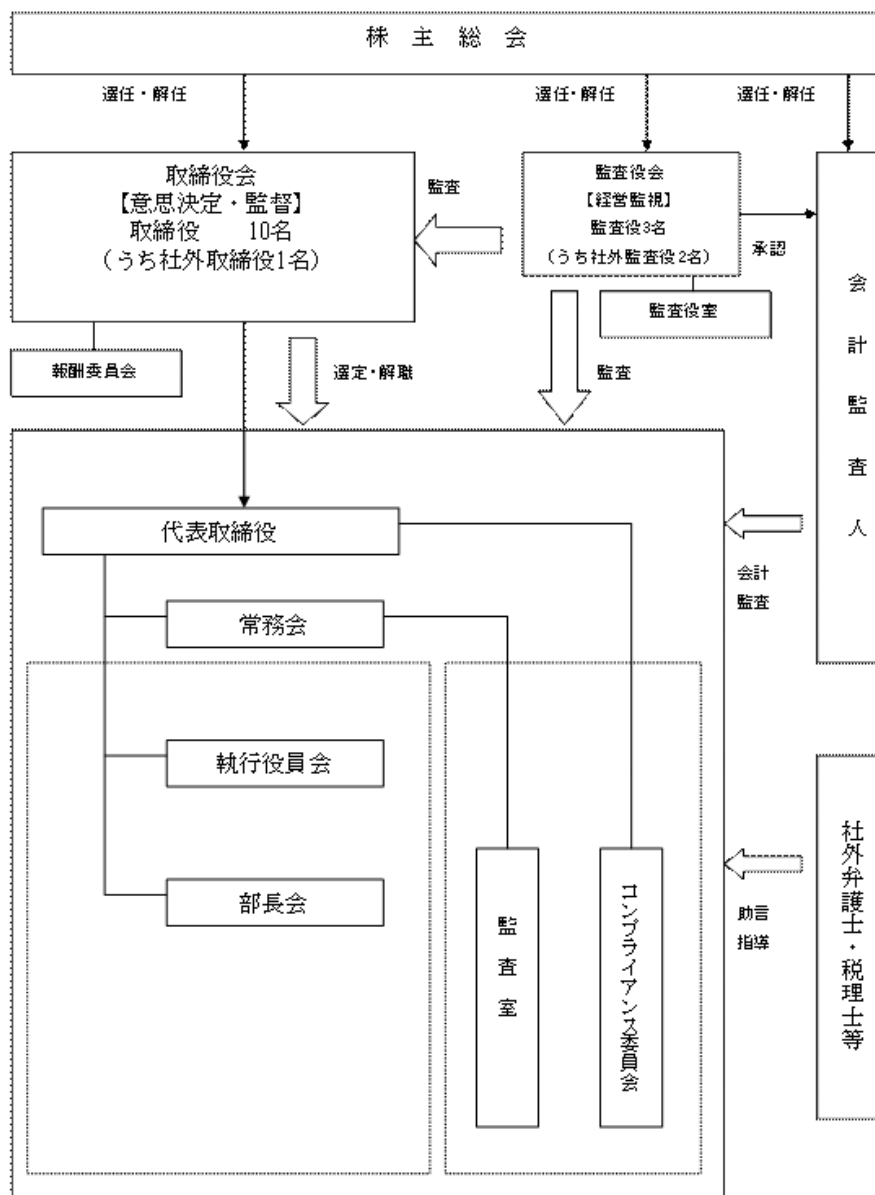 株 主 総 会
選任・解任
選任・解任
選任・解任
取締役会
【意思決定・監督】
取締役 10名
（うち社外取締役1名）
監査
監査役会
【経営監視】
監査役3名
（うち社外監査役2名）
承認
会計監査人
監査役室
報酬委員会
選定・解職
監査
代表取締役
会計
監査
常務会
執行役員会
部長会
監査室
コンプライアンス委員会
助言
指導
社外弁護士・税理士等